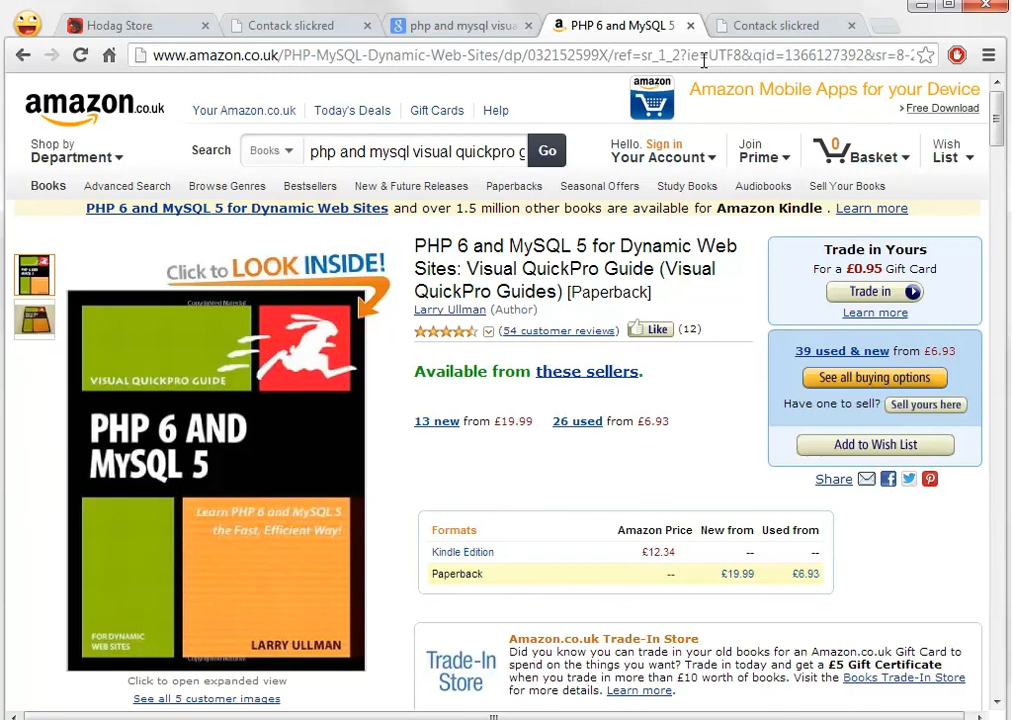 Hodag Store
Contack slickred
php and mysql visual
PHP 6 and MySQL 5
Contack slickred
www.amazon.co.uk/PHP-MySQL-Dynamic-Web-Sites/dp/032152599X/ref=sr_1_2?ie=UTF8&qid=1366127392&sr=8-2
amazon.co.uk
Your Amazon.co.uk
Today's Deals
Gift Cards
Help
amazon
Amazon Mobile Apps for your Device
> Free Download
Shop by
Department
Search
Books
php and mysql visual quickpro g
Go
Hello. Sign in
Your Account
Join
Prime
0
Basket
Wish
List
Books
Advanced Search
Browse Genres
Bestsellers
New & Future Releases
Paperbacks
Seasonal Offers
Study Books
Audiobooks
Sell Your Books
PHP 6 and MySQL 5 for Dynamic Web Sites and over 1.5 million other books are available for Amazon Kindle . Learn more
Click to LOOK INSIDE!
Copyrighted Material
VISUAL QUICKPRO GUIDE
PHP 6 AND
MYSQL 5
Learn PHP 6 and MySQL 5
the Fast, Efficient Way!
FOR DYNAMIC
WEB SITES
LARRY ULLMAN
Copyrighted Material
Click to open expanded view
See all 5 customer images
PHP 6 and MySQL 5 for Dynamic Web
Sites: Visual QuickPro Guide (Visual
QuickPro Guides) [Paperback]
Larry Ullman (Author)
(54 customer reviews)
Like
(12)
Available from these sellers.
13 new from £19.99
26 used from £6.93
Formats
Amazon Price
New from
Used from
Kindle Edition
£12.34
--
--
Paperback
--
£19.99
£6.93
Trade-In
Store
Amazon.co.uk Trade-In Store
Did you know you can trade in your old books for an Amazon.co.uk Gift Card to
spend on the things you want? Trade in today and get a £5 Gift Certificate
when you trade in more than £10 worth of books. Visit the Books Trade-In Store
for more details. Learn more.
Trade in Yours
For a £0.95 Gift Card
Trade in
Learn more
39 used & new from £6.93
See all buying options
Have one to sell? Sell yours here
Add to Wish List
Share